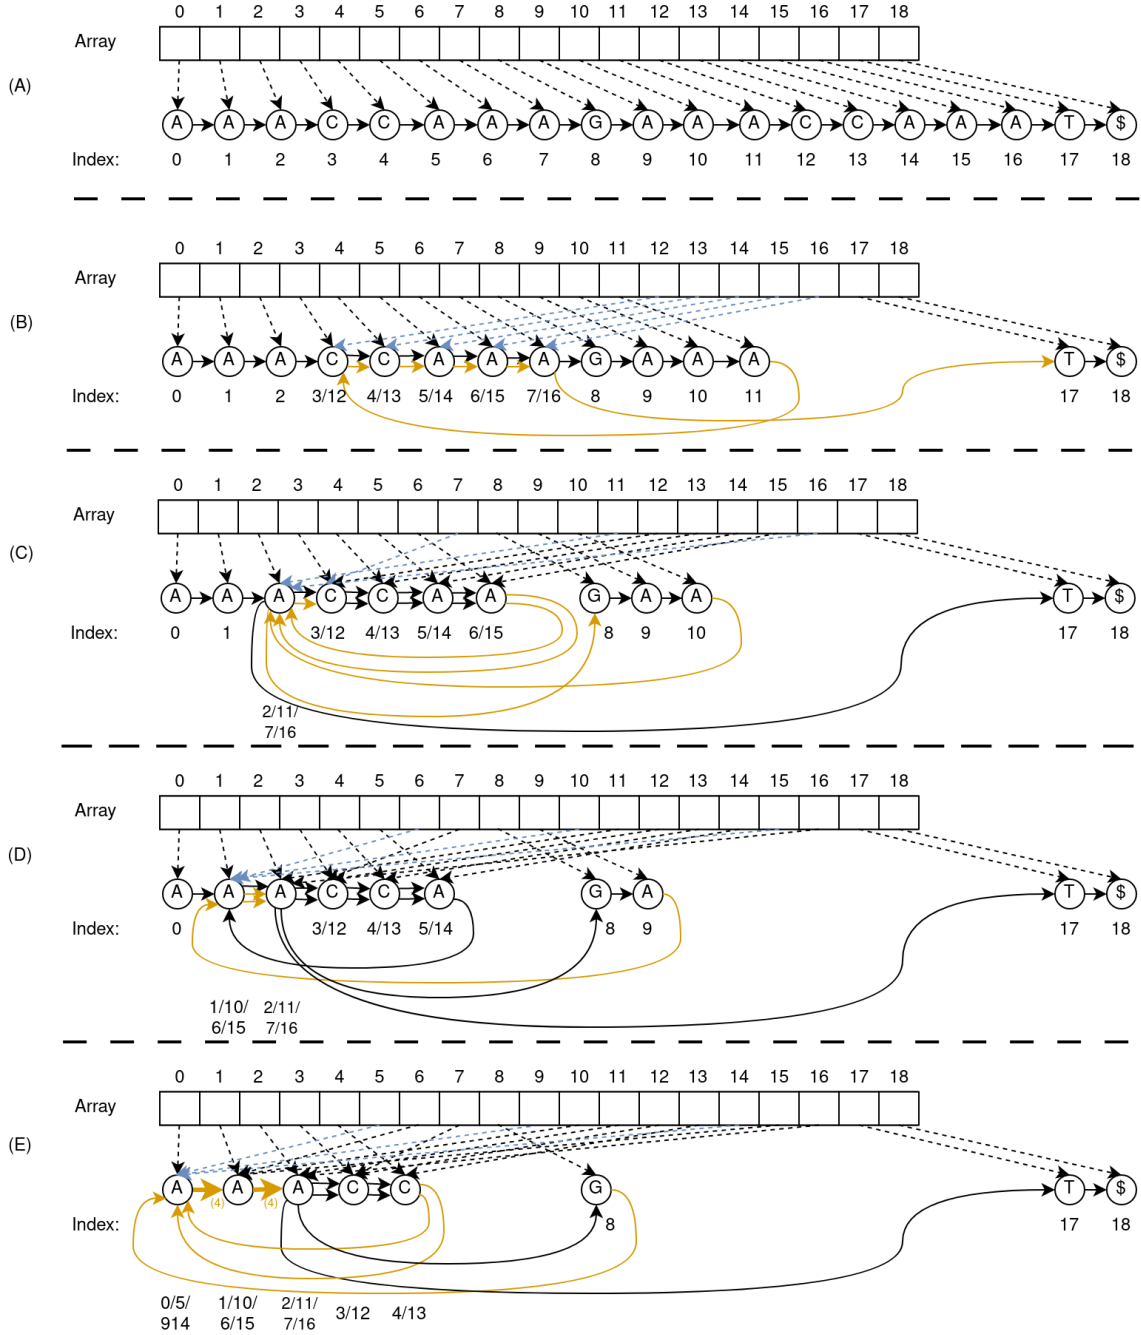 0 1 2 3 4 5 6 7 8 9 10 11 12 13 14 15 16 17 18
Array
(A)
A A A C C A A A G A A A C C A A A T $
Index: 0 1 2 3 4 5 6 7 8 9 10 11 12 13 14 15 16 17 18
0 1 2 3 4 5 6 7 8 9 10 11 12 13 14 15 16 17 18
Array
(B)
A A A C C A A A G A A A T $
Index: 0 1 2 3/12 4/13 5/14 6/15 7/16 8 9 10 11 17 18
0 1 2 3 4 5 6 7 8 9 10 11 12 13 14 15 16 17 18
Array
(C)
A A A C C A A G A A T $
Index: 0 1 3/12 4/13 5/14 6/15 8 9 10 17 18
2/11/
7/16
0 1 2 3 4 5 6 7 8 9 10 11 12 13 14 15 16 17 18
Array
(D)
A A A C C A G A T $
Index: 0 3/12 4/13 5/14 8 9 17 18
1/10/ 2/11/
6/15 7/16
0 1 2 3 4 5 6 7 8 9 10 11 12 13 14 15 16 17 18
Array
(E)
A A A C C G T $
(4) (4)
Index: 8 17 18
0/5/ 1/10/ 2/11/ 3/12 4/13
914 6/15 7/16